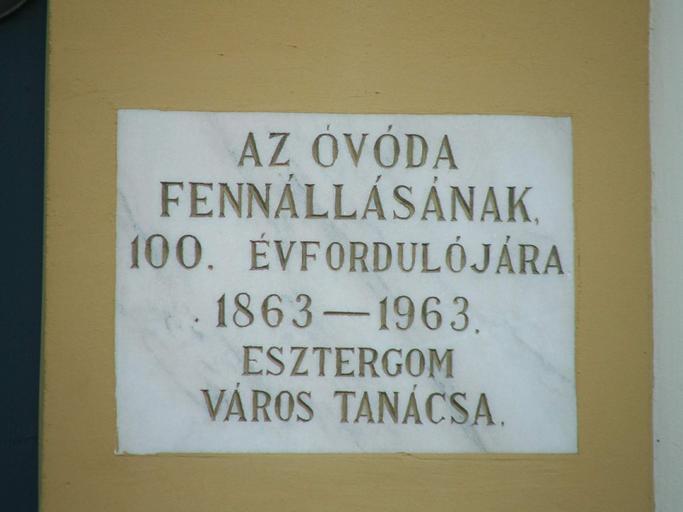 AZ ÓVÓDA
FENNÁLLÁSÁNAK.
100. ÉVFORDULÓJÁRA
1863—1963.
ESZTERGOM
VÁROS TANÁCSA.